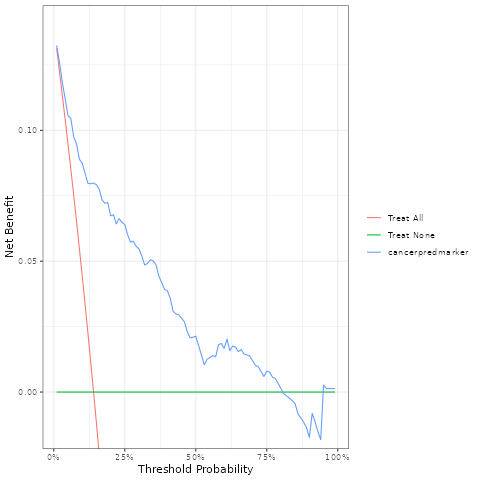 0.10
0.05
0.00
Net Benefit
0%
25%
50%
75%
100%
Threshold Probability
Treat All
Treat None
cancerpredmarker